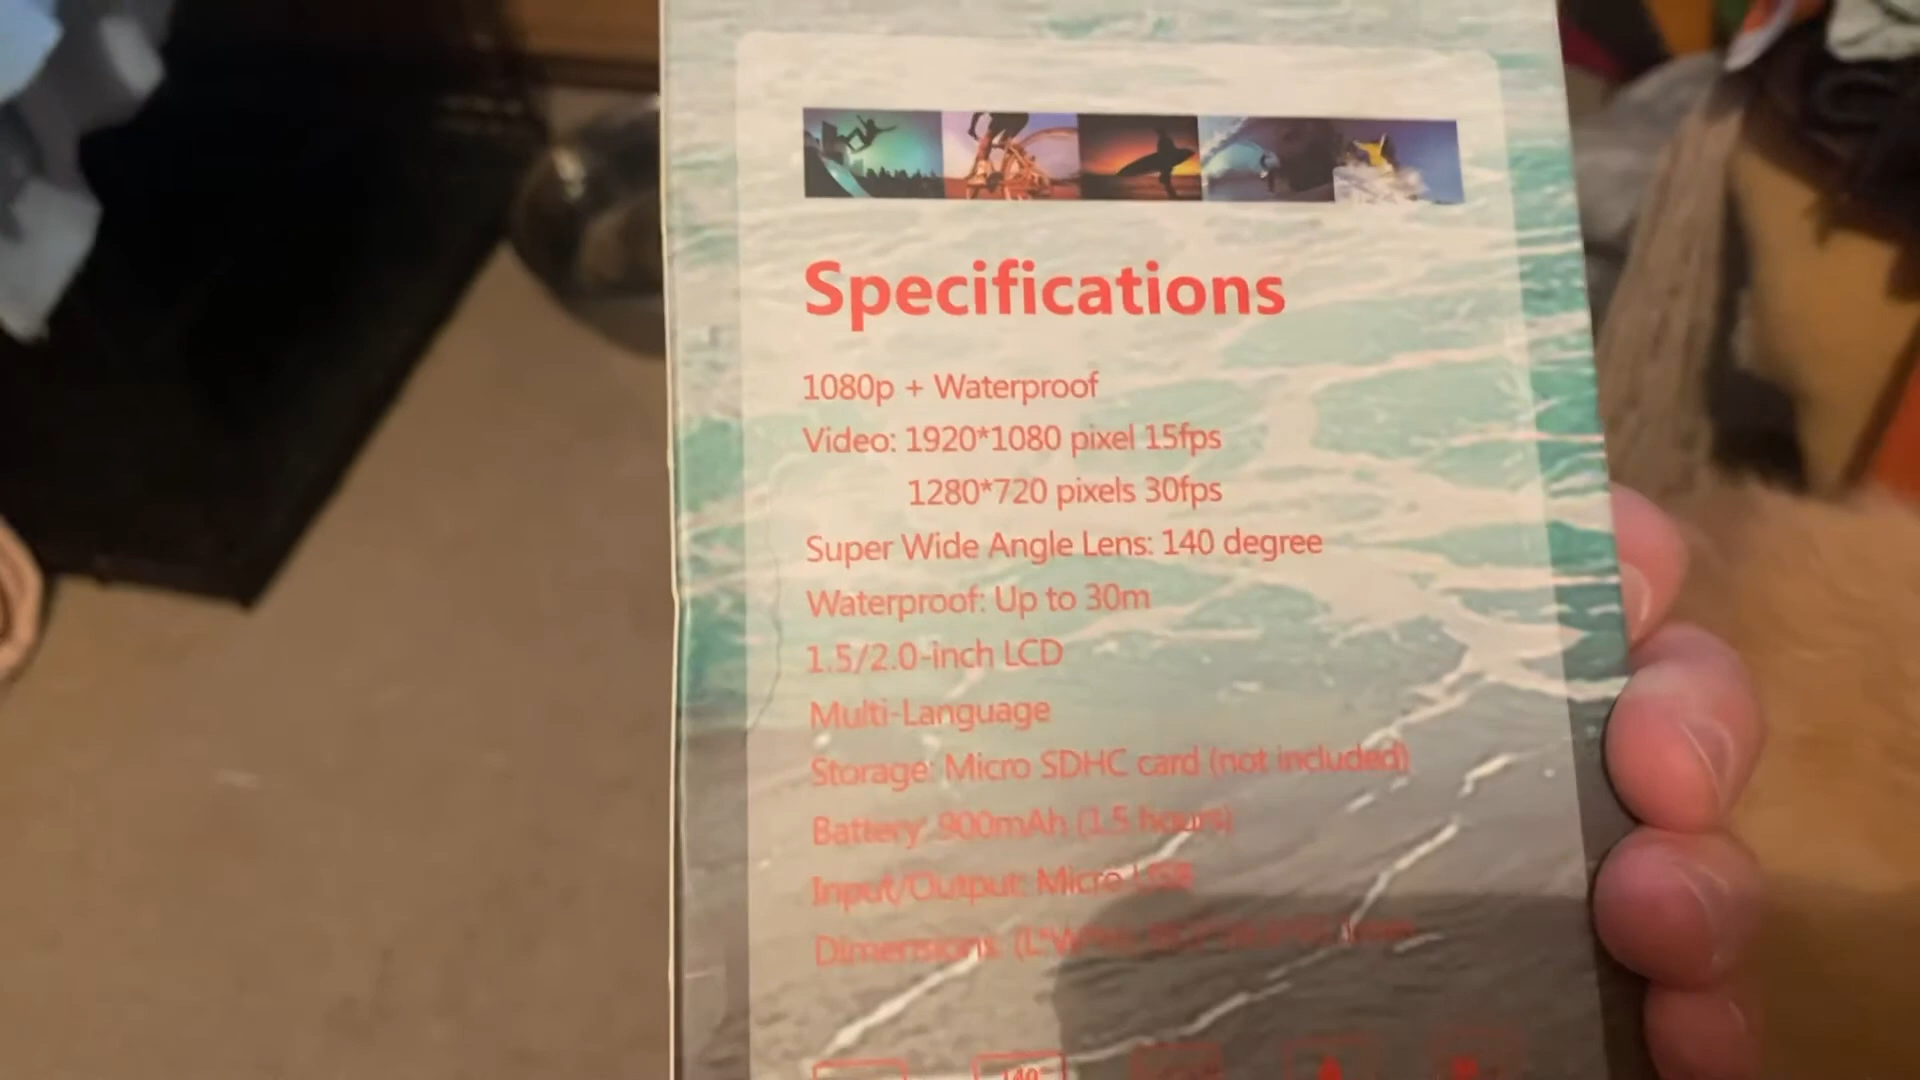 Specifications
1080p + Waterproof
Video: 1920*1080 pixel 15fps
1280*720 pixels 30fps
Super Wide Angle Lens: 140 degree
Waterproof: Up to 30m
1.5/2.0-inch LCD
Multi-Language
Storage: Micro SDHC card (not included)
Battery: 900mAh (1.5 hours)
Input/Output: Micro USB
Dimensions:
140°